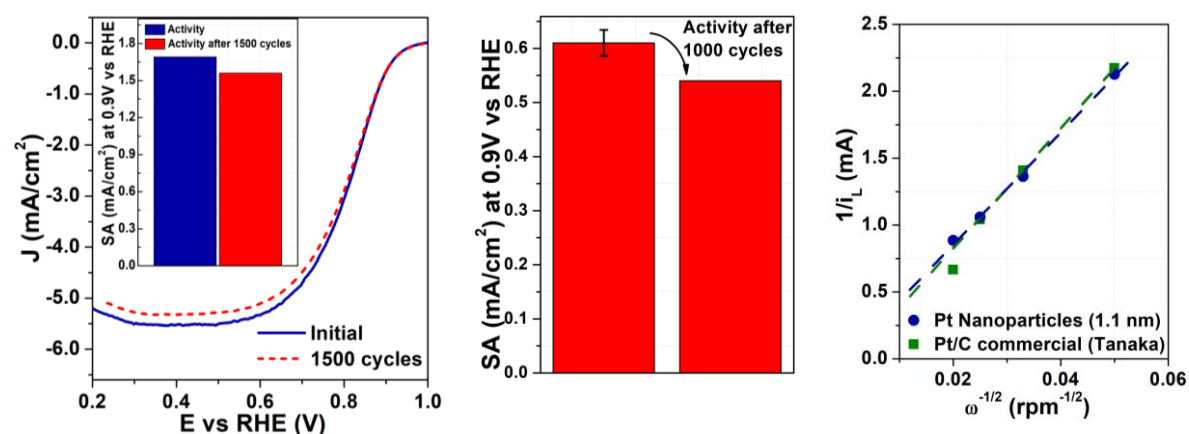 Activity
Activity after 1500 cycles
SA (mA/cm²) at 0.9V vs RHE
1.8
1.5
1.2
0.9
0.6
0.3
0.0
J (mA/cm²)
0.0
-1.0
-2.0
-3.0
-4.0
-5.0
-6.0
Initial
1500 cycles
0.2 0.4 0.6 0.8 1.0
E vs RHE (V)
SA (mA/cm²) at 0.9V vs RHE
0.6
0.5
0.4
0.3
0.2
0.1
0.0
Activity after
1000 cycles
1/i_L (mA)
2.5
2.0
1.5
1.0
0.5
0.0
Pt Nanoparticles (1.1 nm)
Pt/C commercial (Tanaka)
0.02 0.04 0.06
ω^-1/2 (rpm^-1/2)